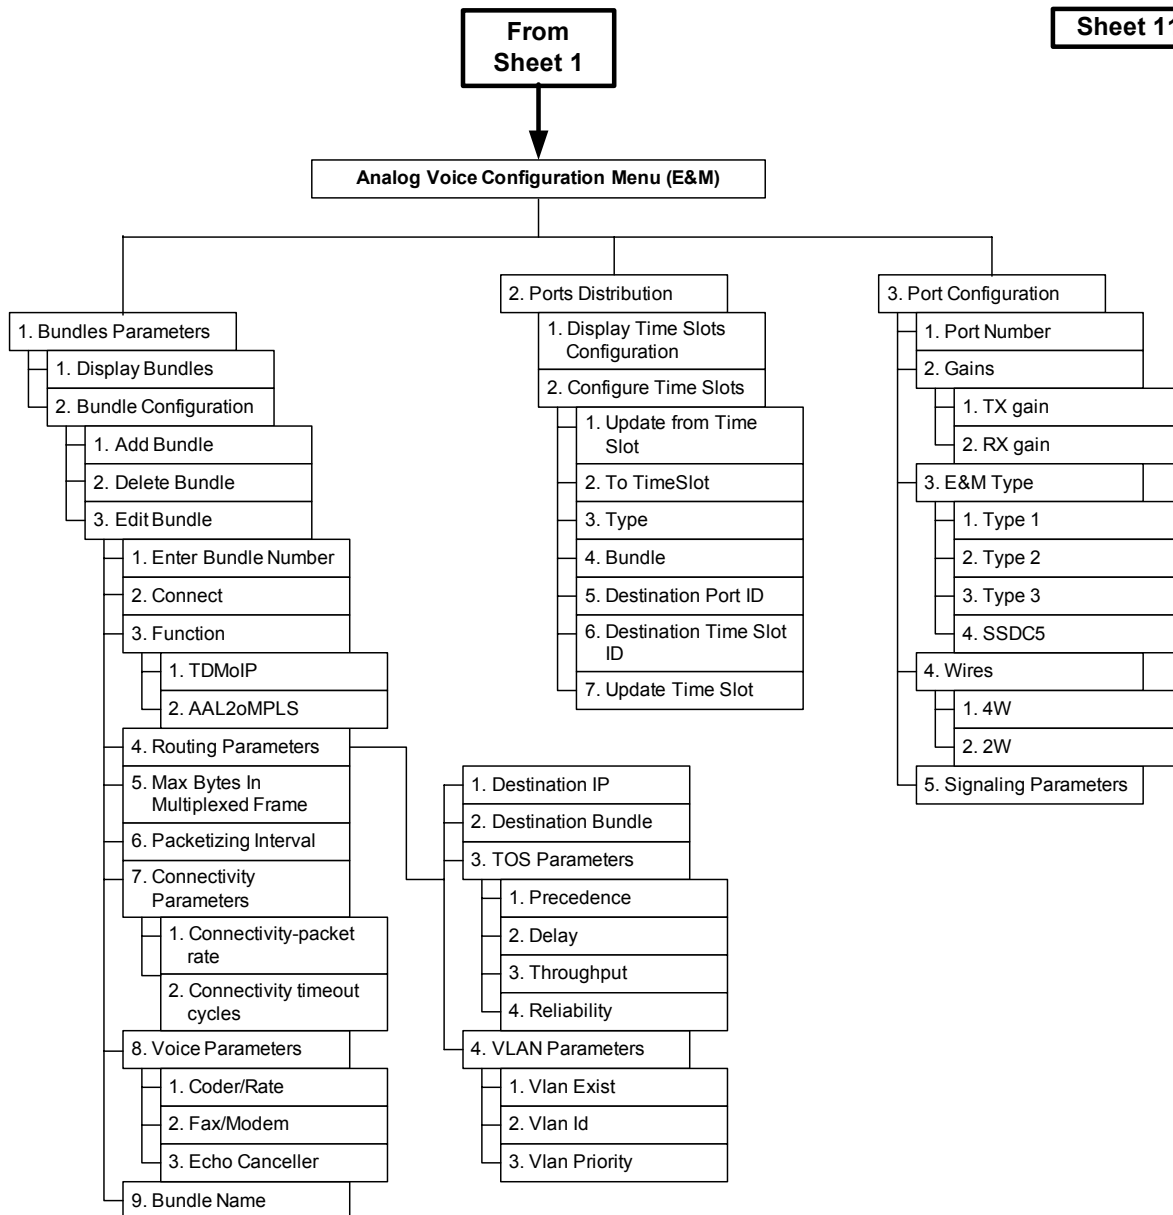 From
Sheet 1
Sheet 11
Analog Voice Configuration Menu (E&M)
1. Bundles Parameters
1. Display Bundles
2. Bundle Configuration
1. Add Bundle
2. Delete Bundle
3. Edit Bundle
1. Enter Bundle Number
2. Connect
3. Function
1. TDMoIP
2. AAL2oMPLS
4. Routing Parameters
5. Max Bytes In
Multiplexed Frame
6. Packetizing Interval
7. Connectivity
Parameters
1. Connectivity-packet
rate
2. Connectivity timeout
cycles
8. Voice Parameters
1. Coder/Rate
2. Fax/Modem
3. Echo Canceller
9. Bundle Name
1. Destination IP
2. Destination Bundle
3. TOS Parameters
1. Precedence
2. Delay
3. Throughput
4. Reliability
4. VLAN Parameters
1. Vlan Exist
2. Vlan Id
3. Vlan Priority
2. Ports Distribution
1. Display Time Slots
Configuration
2. Configure Time Slots
1. Update from Time
Slot
2. To TimeSlot
3. Type
4. Bundle
5. Destination Port ID
6. Destination Time Slot
ID
7. Update Time Slot
3. Port Configuration
1. Port Number
2. Gains
1. TX gain
2. RX gain
3. E&M Type
1. Type 1
2. Type 2
3. Type 3
4. SSDC5
4. Wires
1. 4W
2. 2W
5. Signaling Parameters